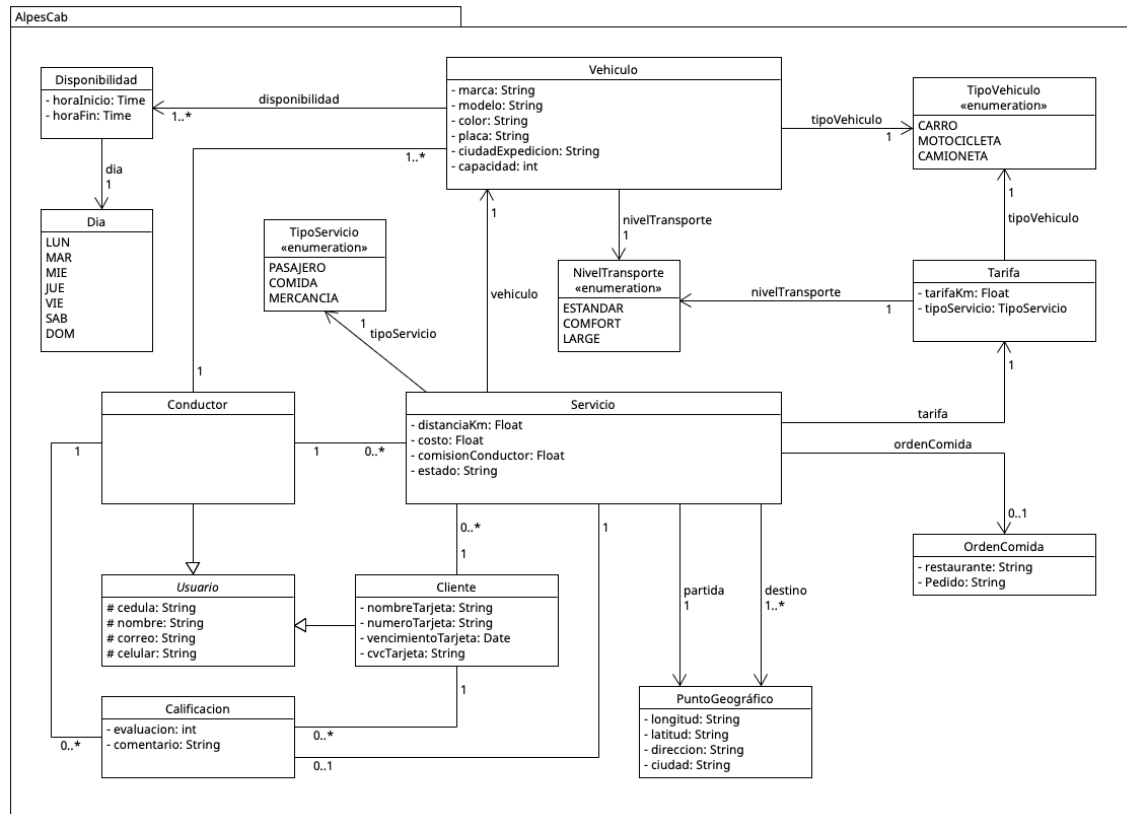 AlpesCab
Disponibilidad
- horaInicio: Time
- horaFin: Time
disponibilidad
1..*
Vehiculo
- marca: String
- modelo: String
- color: String
- placa: String
- ciudadExpedicion: String
- capacidad: int
1..*
tipoVehiculo
1
TipoVehiculo
«enumeration»
CARRO
MOTOCICLETA
CAMIONETA
dia
1
Dia
LUN
MAR
MIE
JUE
VIE
SAB
DOM
TipoServicio
«enumeration»
PASAJERO
COMIDA
MERCANCIA
1
tipoServicio
1
vehiculo
nivelTransporte
1
NivelTransporte
«enumeration»
ESTANDAR
COMFORT
LARGE
nivelTransporte
1
1
tipoVehiculo
Tarifa
- tarifaKm: Float
- tipoServicio: TipoServicio
1
tarifa
1
Conductor
1
1
0..*
Servicio
- distanciaKm: Float
- costo: Float
- comisionConductor: Float
- estado: String
ordenComida
0..1
OrdenComida
- restaurante: String
- Pedido: String
0..*
1
1
Usuario
# cedula: String
# nombre: String
# correo: String
# celular: String
Cliente
- nombreTarjeta: String
- numeroTarjeta: String
- vencimientoTarjeta: Date
- cvcTarjeta: String
partida
1
destino
1..*
1
Calificacion
- evaluacion: int
- comentario: String
0..*
0..*
0..1
PuntoGeográfico
- longitud: String
- latitud: String
- direccion: String
- ciudad: String